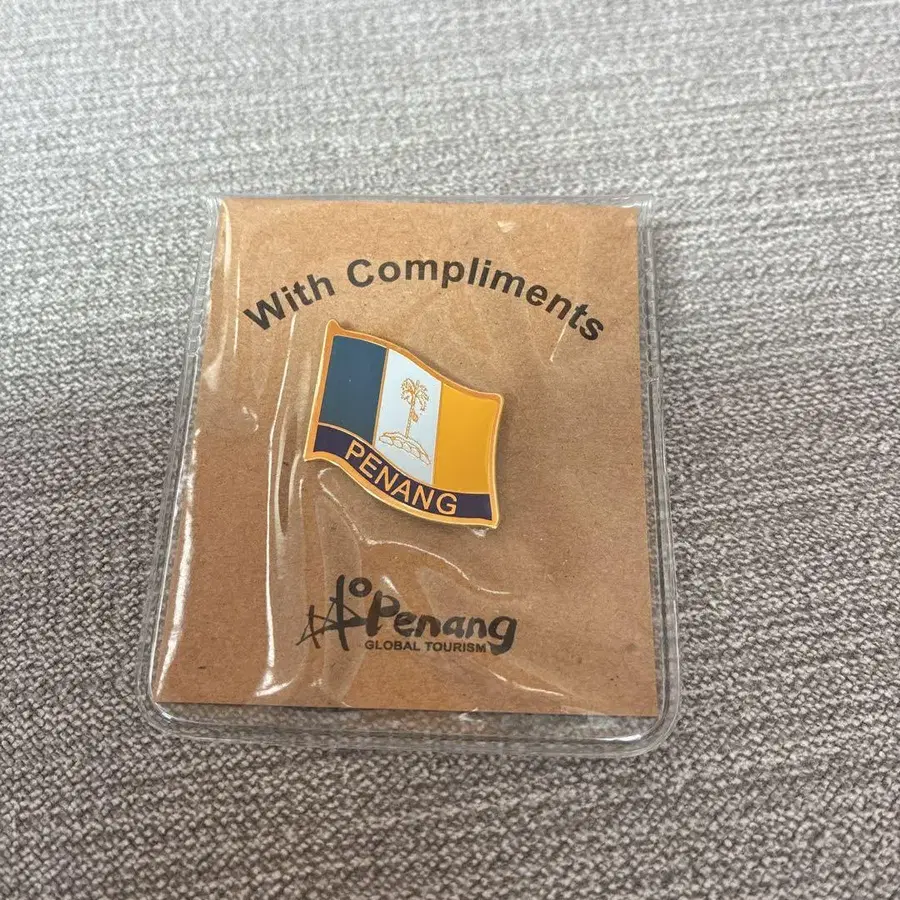 With Compliments
PENANG
Penang
GLOBAL TOURISM